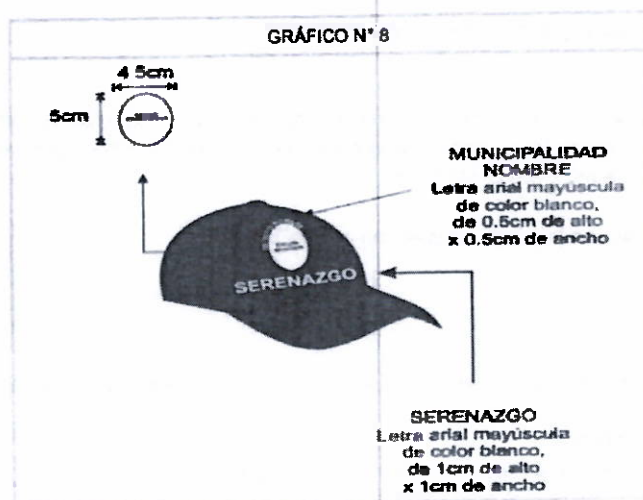 GRÁFICO N° 8
4 5cm
5cm
MUNICIPALIDAD
NOMBRE
Letra arial mayúscula
de color blanco,
de 0.5cm de alto
x 0.5cm de ancho
SERENAZGO
SERENAZGO
Letra arial mayúscula
de color blanco,
de 1cm de alto
x 1cm de ancho